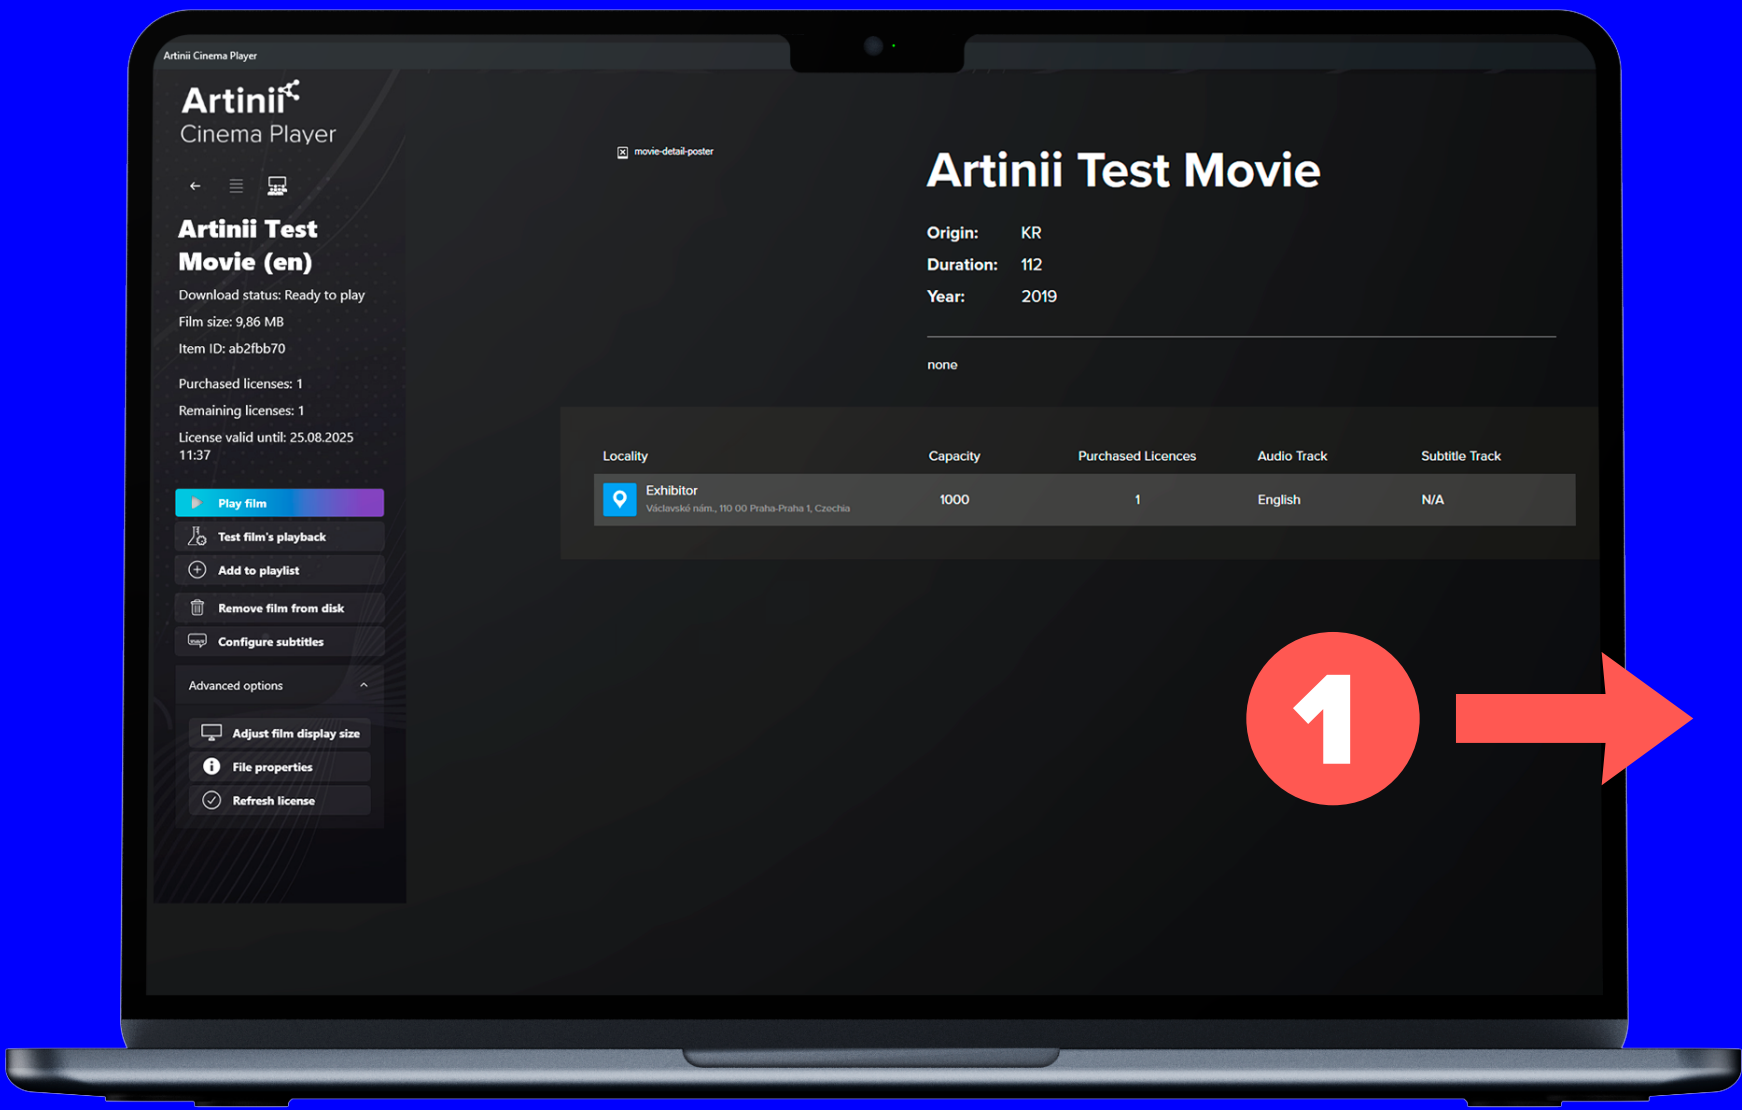 Artinii Cinema Player
Artinii
Cinema Player
Artinii Test
Movie (en)
Download status: Ready to play
Film size: 9,86 MB
Item ID: ab2fbb70
Purchased licenses: 1
Remaining licenses: 1
License valid until: 25.08.2025
11:37
Play film
Test film's playback
Add to playlist
Remove film from disk
Configure subtitles
Advanced options
Adjust film display size
File properties
Refresh license
movie-detail-poster
Artinii Test Movie
Origin: KR
Duration: 112
Year: 2019
none
Locality Capacity Purchased Licences Audio Track Subtitle Track
Exhibitor 1000 1 English N/A
Václavské nám., 110 00 Praha-Praha 1, Czechia
1